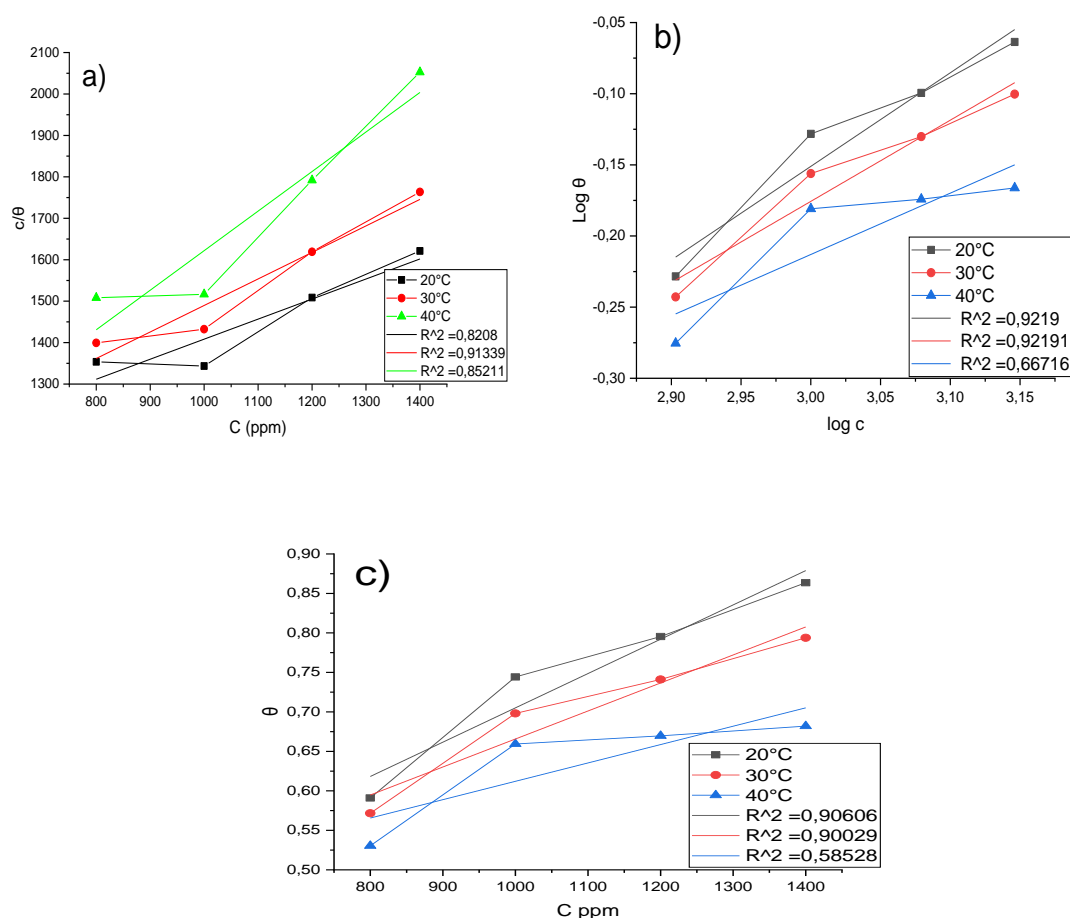 a)
2100
2000
1900
1800
1700
1600
1500
1400
1300
c/θ
800
900
1000
1100
1200
1300
1400
C (ppm)
20°C
30°C
40°C
R^2 =0,8208
R^2 =0,91339
R^2 =0,85211
b)
-0,05
-0,10
-0,15
-0,20
-0,25
-0,30
Log θ
2,90
2,95
3,00
3,05
3,10
3,15
log c
20°C
30°C
40°C
R^2 =0,9219
R^2 =0,92191
R^2 =0,66716
c)
0,90
0,85
0,80
0,75
0,70
0,65
0,60
0,55
0,50
θ
800
900
1000
1100
1200
1300
1400
C ppm
20°C
30°C
40°C
R^2 =0,90606
R^2 =0,90029
R^2 =0,58528